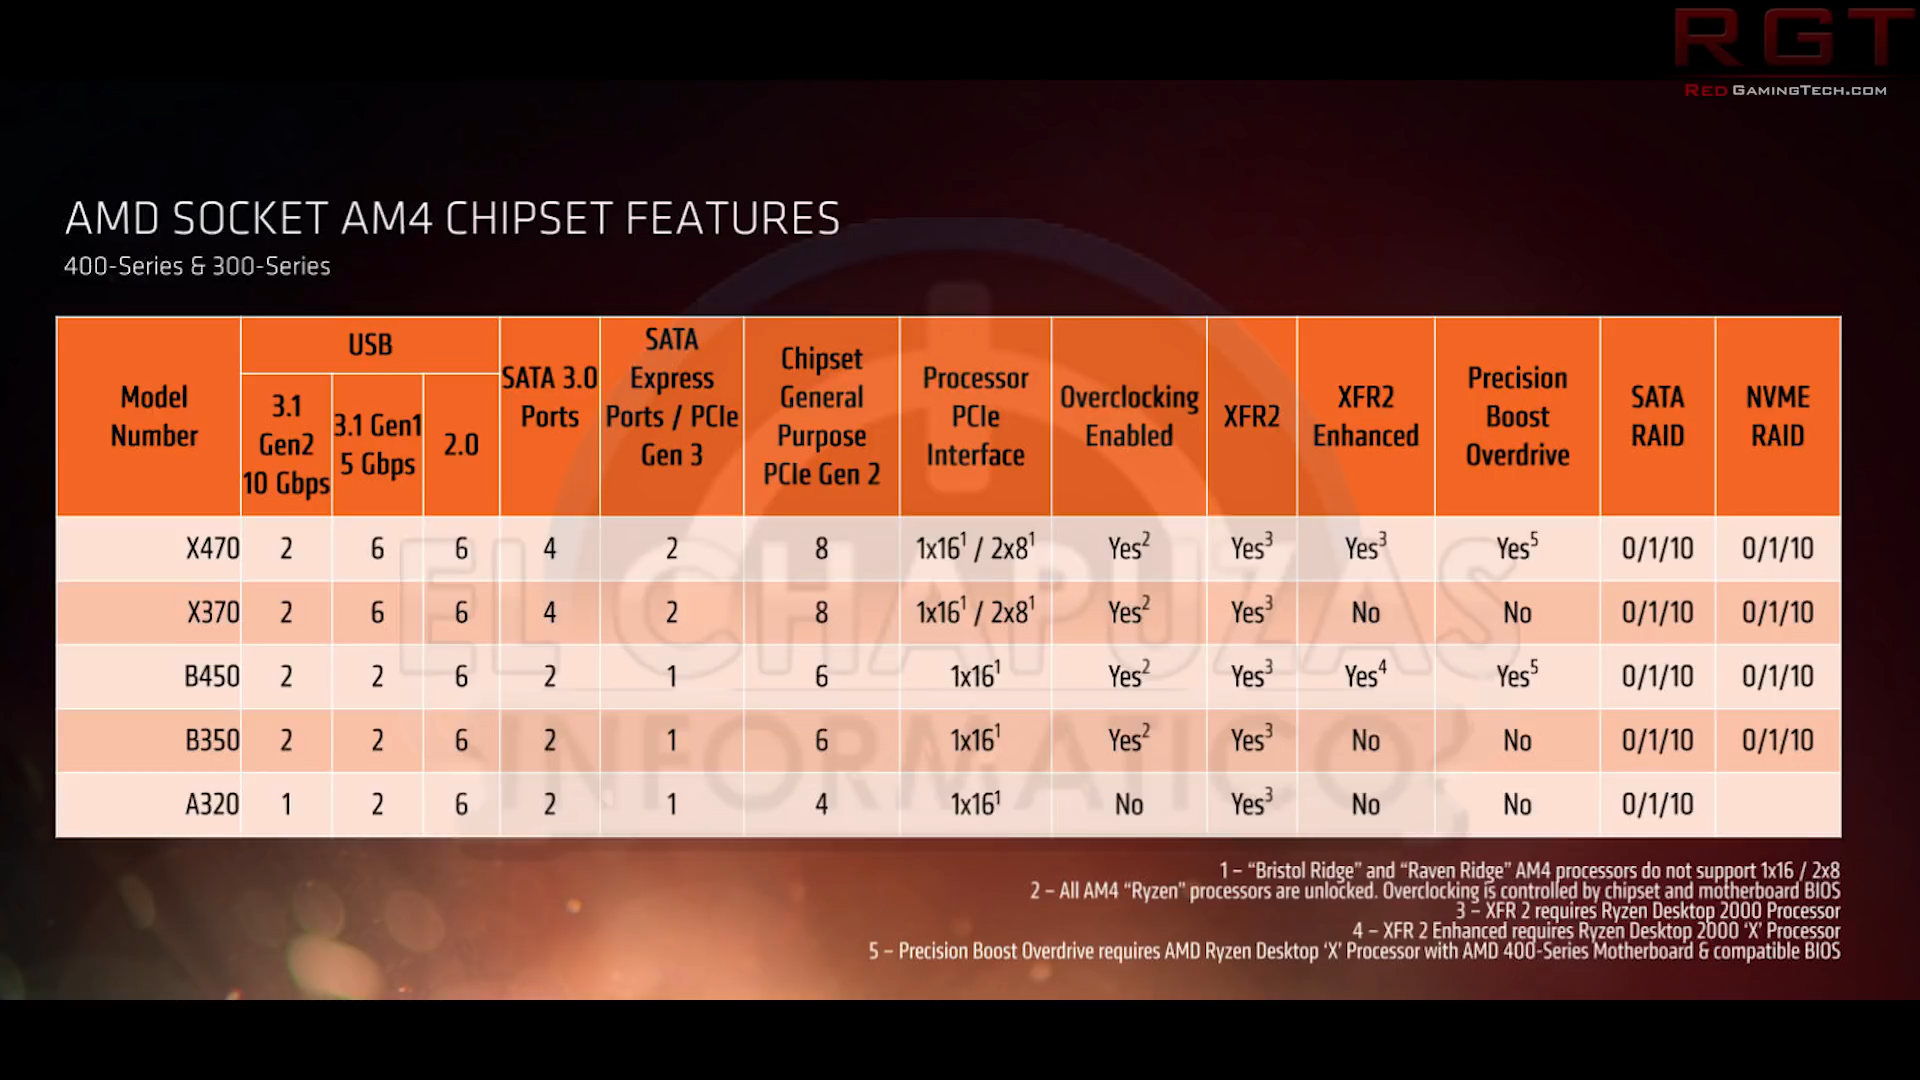 RGT
RED GAMINGTECH.COM
AMD SOCKET AM4 CHIPSET FEATURES
400-Series & 300-Series
Model Number
USB
3.1 Gen2 10 Gbps
3.1 Gen1 5 Gbps
2.0
SATA 3.0 Ports
SATA Express Ports / PCIe Gen 3
Chipset General Purpose PCIe Gen 2
Processor PCIe Interface
Overclocking Enabled
XFR2
XFR2 Enhanced
Precision Boost Overdrive
SATA RAID
NVME RAID
X470 2 6 6 4 2 8 1x16¹ / 2x8¹ Yes² Yes³ Yes³ Yes⁵ 0/1/10 0/1/10
X370 2 6 6 4 2 8 1x16¹ / 2x8¹ Yes² Yes³ No No 0/1/10 0/1/10
B450 2 2 6 2 1 6 1x16¹ Yes² Yes³ Yes⁴ Yes⁵ 0/1/10 0/1/10
B350 2 2 6 2 1 6 1x16¹ Yes² Yes³ No No 0/1/10 0/1/10
A320 1 2 6 2 1 4 1x16¹ No Yes³ No No 0/1/10
EL CHAPUZAS
INFORMATICO
1 – “Bristol Ridge” and “Raven Ridge” AM4 processors do not support 1x16 / 2x8
2 – All AM4 “Ryzen” processors are unlocked. Overclocking is controlled by chipset and motherboard BIOS
3 – XFR 2 requires Ryzen Desktop 2000 Processor
4 – XFR 2 Enhanced requires Ryzen Desktop 2000 ‘X’ Processor
5 – Precision Boost Overdrive requires AMD Ryzen Desktop ‘X’ Processor with AMD 400-Series Motherboard & compatible BIOS